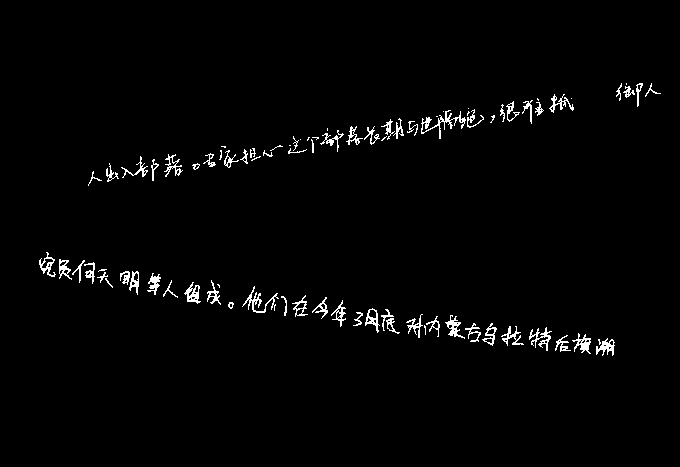 人出入部落。专家担心这个部落长期与世隔绝,很难抵 御人
究员何天明等人组成。他们在今年3月底对内蒙古乌拉特后旗潮